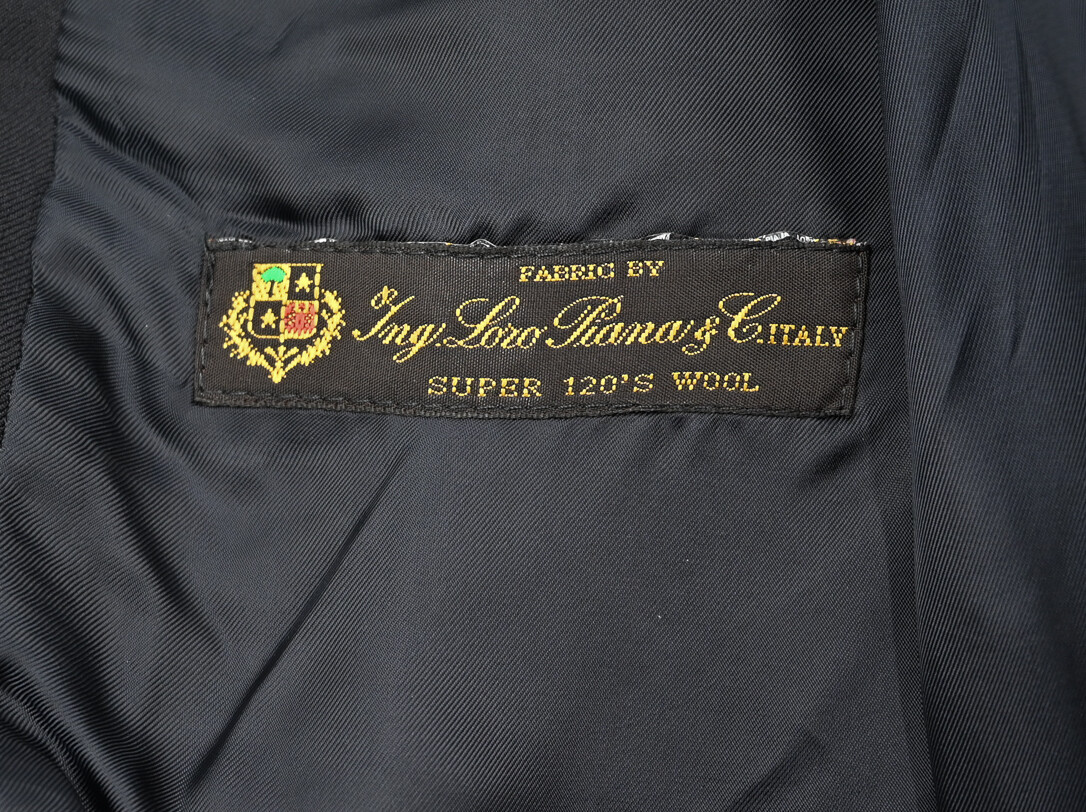 FABRIC BY
Ing. Loro Piana & C. ITALY
SUPER 120'S WOOL